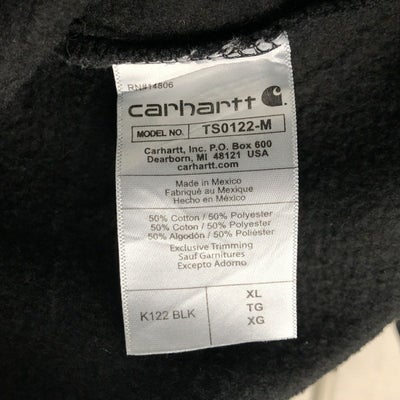 RN#14806
carhartt
MODEL NO. TS0122-M
Carhartt, Inc. P.O. Box 600
Dearborn, MI 48121 USA
carhartt.com
Made in Mexico
Fabriqué au Mexique
Hecho en México
50% Cotton / 50% Polyester
50% Coton / 50% Polyester
50% Algodón / 50% Poliéster
Exclusive Trimming
Sauf Garnitures
Excepto Adorno
K122 BLK
XL
TG
XG